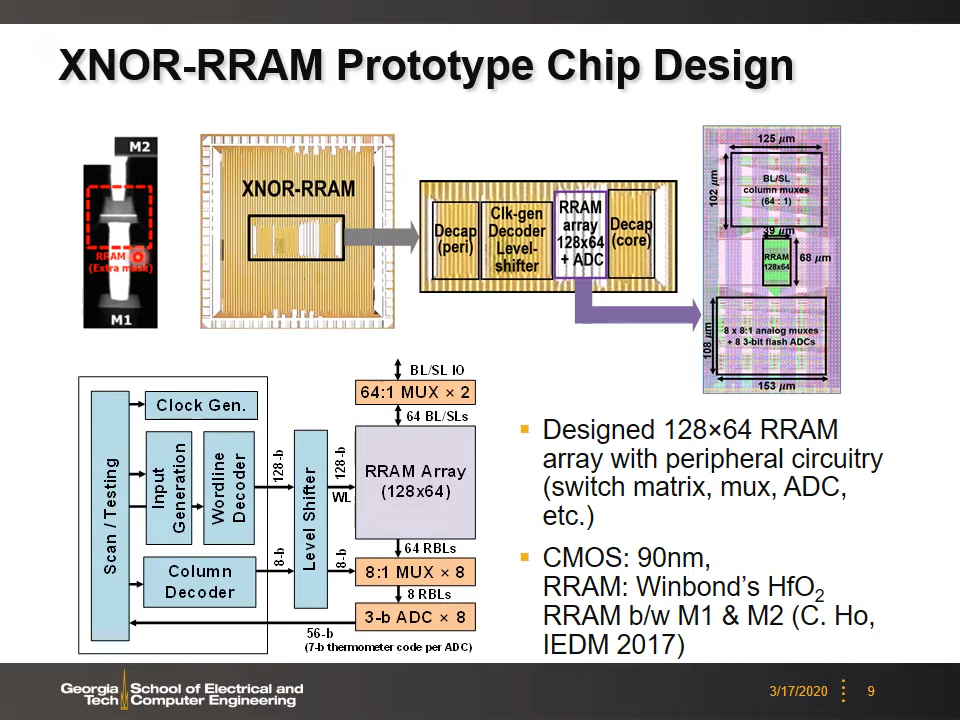 XNOR-RRAM Prototype Chip Design
M2
RRAM
(Extra mask)
M1
XNOR-RRAM
Decap
(peri)
Clk-gen
Decoder
Level-
shifter
RRAM
array
128x64
+ ADC
Decap
(core)
125 µm
102 µm
BL/SL
column muxes
(64 : 1)
39 µm
RRAM
128x64
68 µm
108 µm
8 x 8:1 analog muxes
+ 8 3-bit flash ADCs
153 µm
BL/SL IO
64:1 MUX × 2
64 BL/SLs
Scan / Testing
Clock Gen.
Input
Generation
Wordline
Decoder
128-b
Level Shifter
128-b
WL
RRAM Array
(128x64)
64 RBLs
Column
Decoder
8-b
8-b
8:1 MUX × 8
8 RBLs
3-b ADC × 8
56-b
(7-b thermometer code per ADC)
Designed 128×64 RRAM
array with peripheral circuitry
(switch matrix, mux, ADC,
etc.)
CMOS: 90nm,
RRAM: Winbond’s HfO2
RRAM b/w M1 & M2 (C. Ho,
IEDM 2017)
Georgia Tech School of Electrical and
Computer Engineering
3/17/2020
9